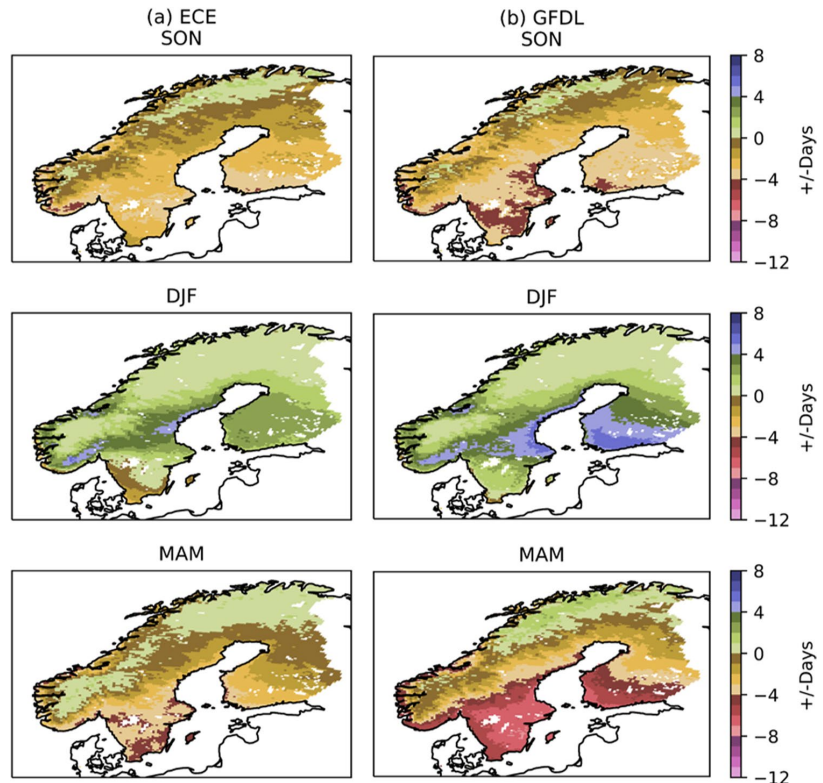 (a) ECE
SON
(b) GFDL
SON
8
4
0
−4
−8
−12
+/-Days
DJF
DJF
8
4
0
−4
−8
−12
+/-Days
MAM
MAM
8
4
0
−4
−8
−12
+/-Days